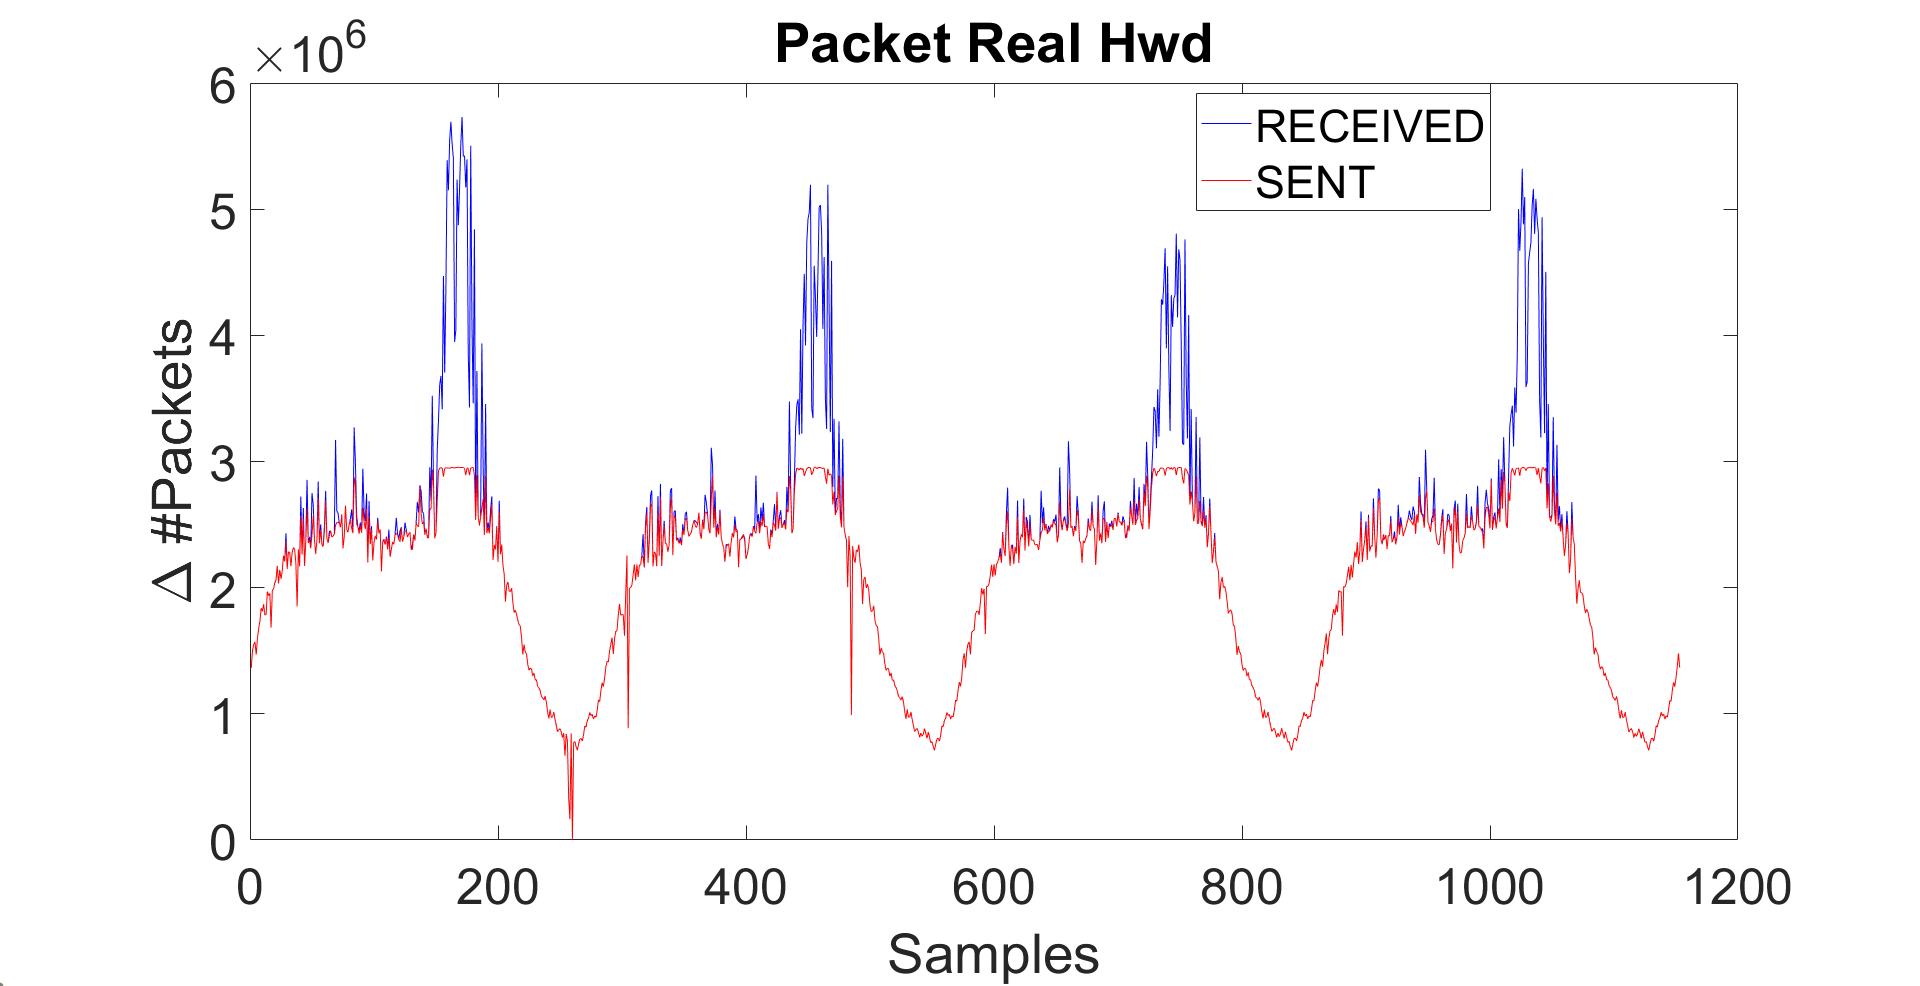 Packet Real Hwd
×10^6
RECEIVED
SENT
6
5
4
3
2
1
0
Δ #Packets
0 200 400 600 800 1000 1200
Samples